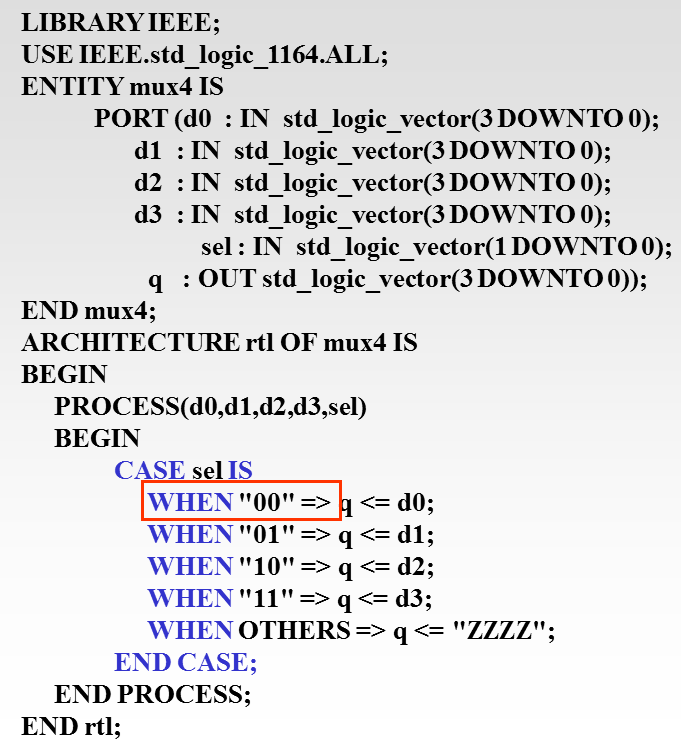 LIBRARY IEEE;
USE IEEE.std_logic_1164.ALL;
ENTITY mux4 IS
PORT (d0 : IN std_logic_vector(3 DOWNTO 0);
d1 : IN std_logic_vector(3 DOWNTO 0);
d2 : IN std_logic_vector(3 DOWNTO 0);
d3 : IN std_logic_vector(3 DOWNTO 0);
sel : IN std_logic_vector(1 DOWNTO 0);
q : OUT std_logic_vector(3 DOWNTO 0));
END mux4;
ARCHITECTURE rtl OF mux4 IS
BEGIN
PROCESS(d0,d1,d2,d3,sel)
BEGIN
CASE sel IS
WHEN "00" => q <= d0;
WHEN "01" => q <= d1;
WHEN "10" => q <= d2;
WHEN "11" => q <= d3;
WHEN OTHERS => q <= "ZZZZ";
END CASE;
END PROCESS;
END rtl;